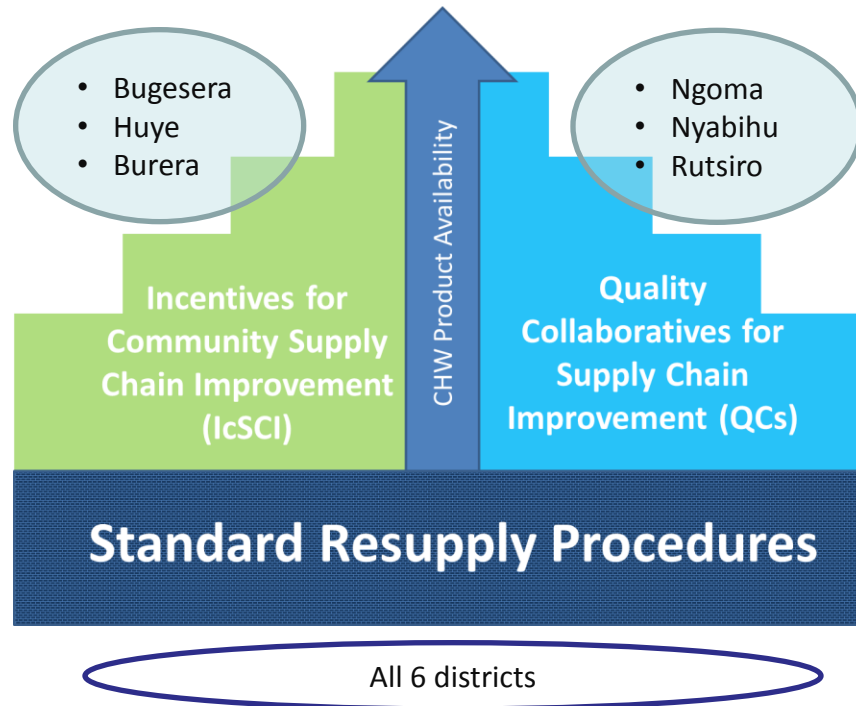 • Bugesera
• Huye
• Burera
• Ngoma
• Nyabihu
• Rutsiro
Incentives for
Community Supply
Chain Improvement
(IcSCI)
CHW Product Availability
Quality
Collaboratives for
Supply Chain
Improvement (QCs)
Standard Resupply Procedures
All 6 districts